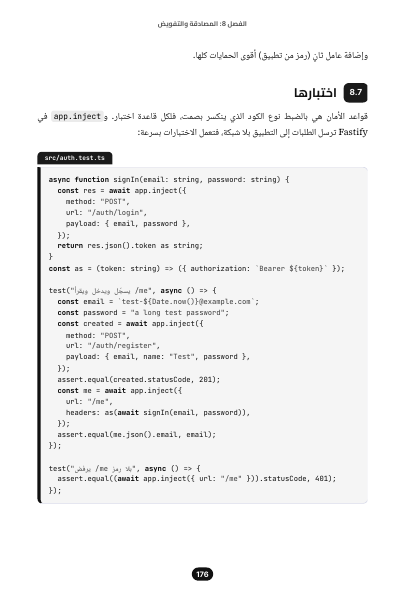 الفصل 8: المصادقة والتفويض
وإضافة عامل ثانٍ (رمز من تطبيق) أقوى الحمايات كلها.
8.7 اختبارها
قواعد الأمان هي بالضبط نوع الكود الذي ينكسر بصمت، فلكل قاعدة اختبار. وapp.inject في
Fastify ترسل الطلبات إلى التطبيق بلا شبكة، فتعمل الاختبارات بسرعة:
src/auth.test.ts
async function signIn(email: string, password: string) {
  const res = await app.inject({
    method: "POST",
    url: "/auth/login",
    payload: { email, password },
  });
  return res.json().token as string;
}
const as = (token: string) => ({ authorization: `Bearer ${token}` });
test("يسجّل ويدخل ويقرأ /me", async () => {
  const email = `test-${Date.now()}@example.com`;
  const password = "a long test password";
  const created = await app.inject({
    method: "POST",
    url: "/auth/register",
    payload: { email, name: "Test", password },
  });
  assert.equal(created.statusCode, 201);
  const me = await app.inject({
    url: "/me",
    headers: as(await signIn(email, password)),
  });
  assert.equal(me.json().email, email);
});
test("يرفض /me بلا رمز", async () => {
  assert.equal((await app.inject({ url: "/me" })).statusCode, 401);
});
176